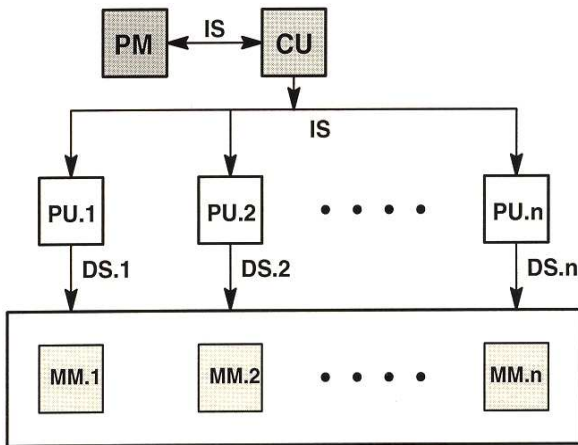 PM IS CU
IS
PU.1 PU.2 PU.n
DS.1 DS.2 DS.n
MM.1 MM.2 MM.n